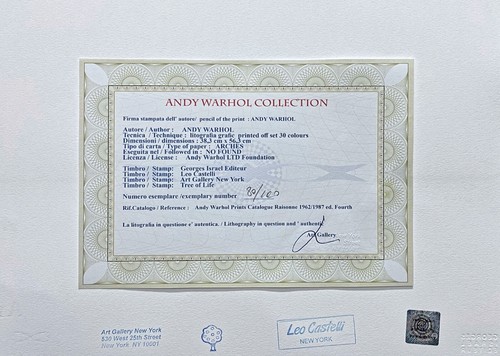 ANDY WARHOL COLLECTION
Firma stampata dell' autore/ pencil of the print : ANDY WARHOL
Autore / Author : ANDY WARHOL
Tecnica / Technique : litografia grafic printed off set 30 colours
Dimensioni / dimensions : 38,3 cm x 56,3 cm
Tipo di carta / Type of paper : ARCHES
Eseguita nel / Followed in : NO FOUND
Licenza / License : Andy Warhol LTD Foundation
Timbro / Stamp: Georges Israel Editeur
Timbro / Stamp: Leo Castelli
Timbro / Stamp: Art Gallery New York
Timbro / Stamp: Tree of Life
Numero esemplare /exemplary number 89/100
Rif.Catalogo / Reference : Andy Warhol Prints Catalogue Raisonne 1962/1987 ed. Fourth
La litografia in questione e' autentica. / Lithography in question and ' authentic
Art Gallery
Art Gallery New York
530 West 25th Street
New York NY 10001
Leo Castelli
NEW YORK